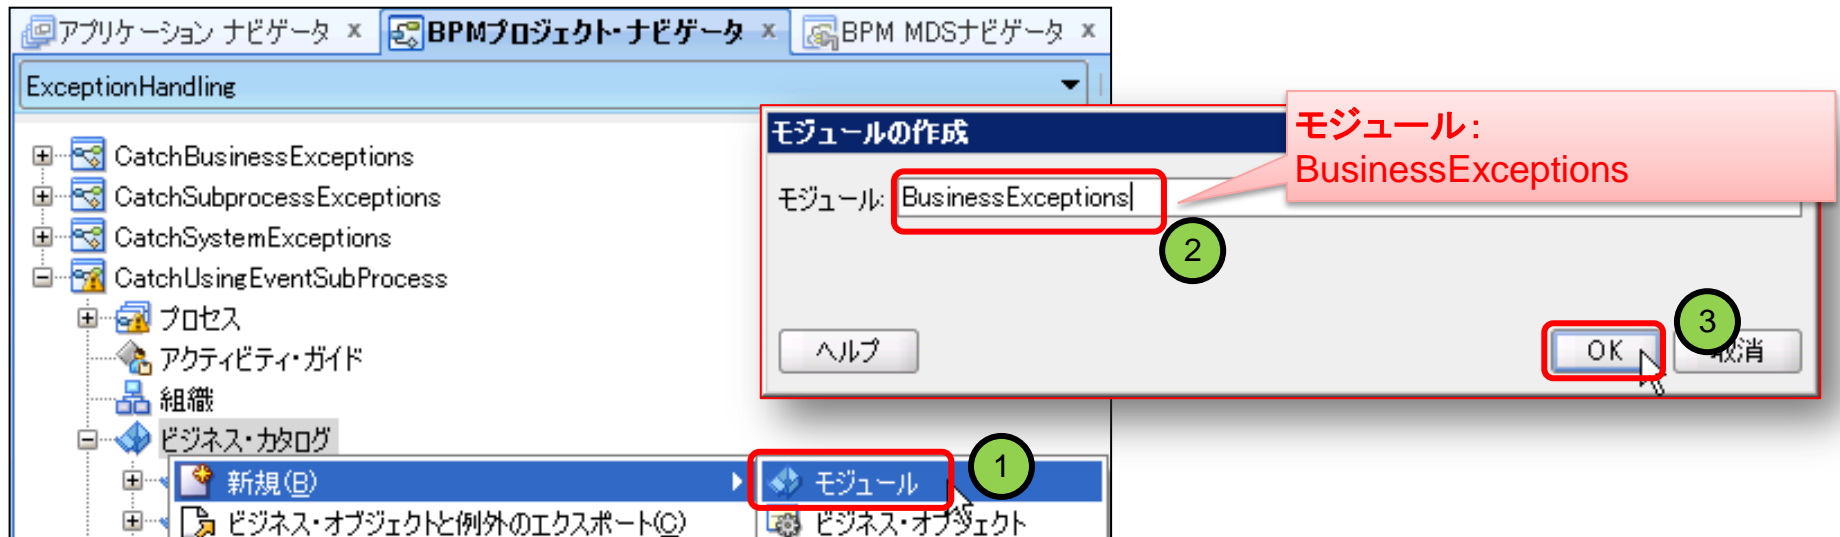 アプリケーション ナビゲータ × BPMプロジェクト・ナビゲータ × BPM MDSナビゲータ ×
ExceptionHandling
CatchBusinessExceptions
CatchSubprocessExceptions
CatchSystemExceptions
CatchUsingEventSubProcess
プロセス
アクティビティ・ガイド
組織
ビジネス・カタログ
新規(B)
ビジネス・オブジェクトと例外のエクスポート(C)
モジュール
ビジネス・オブジェクト
1
モジュールの作成
モジュール: BusinessExceptions
2
モジュール:
BusinessExceptions
ヘルプ
OK
3
取消